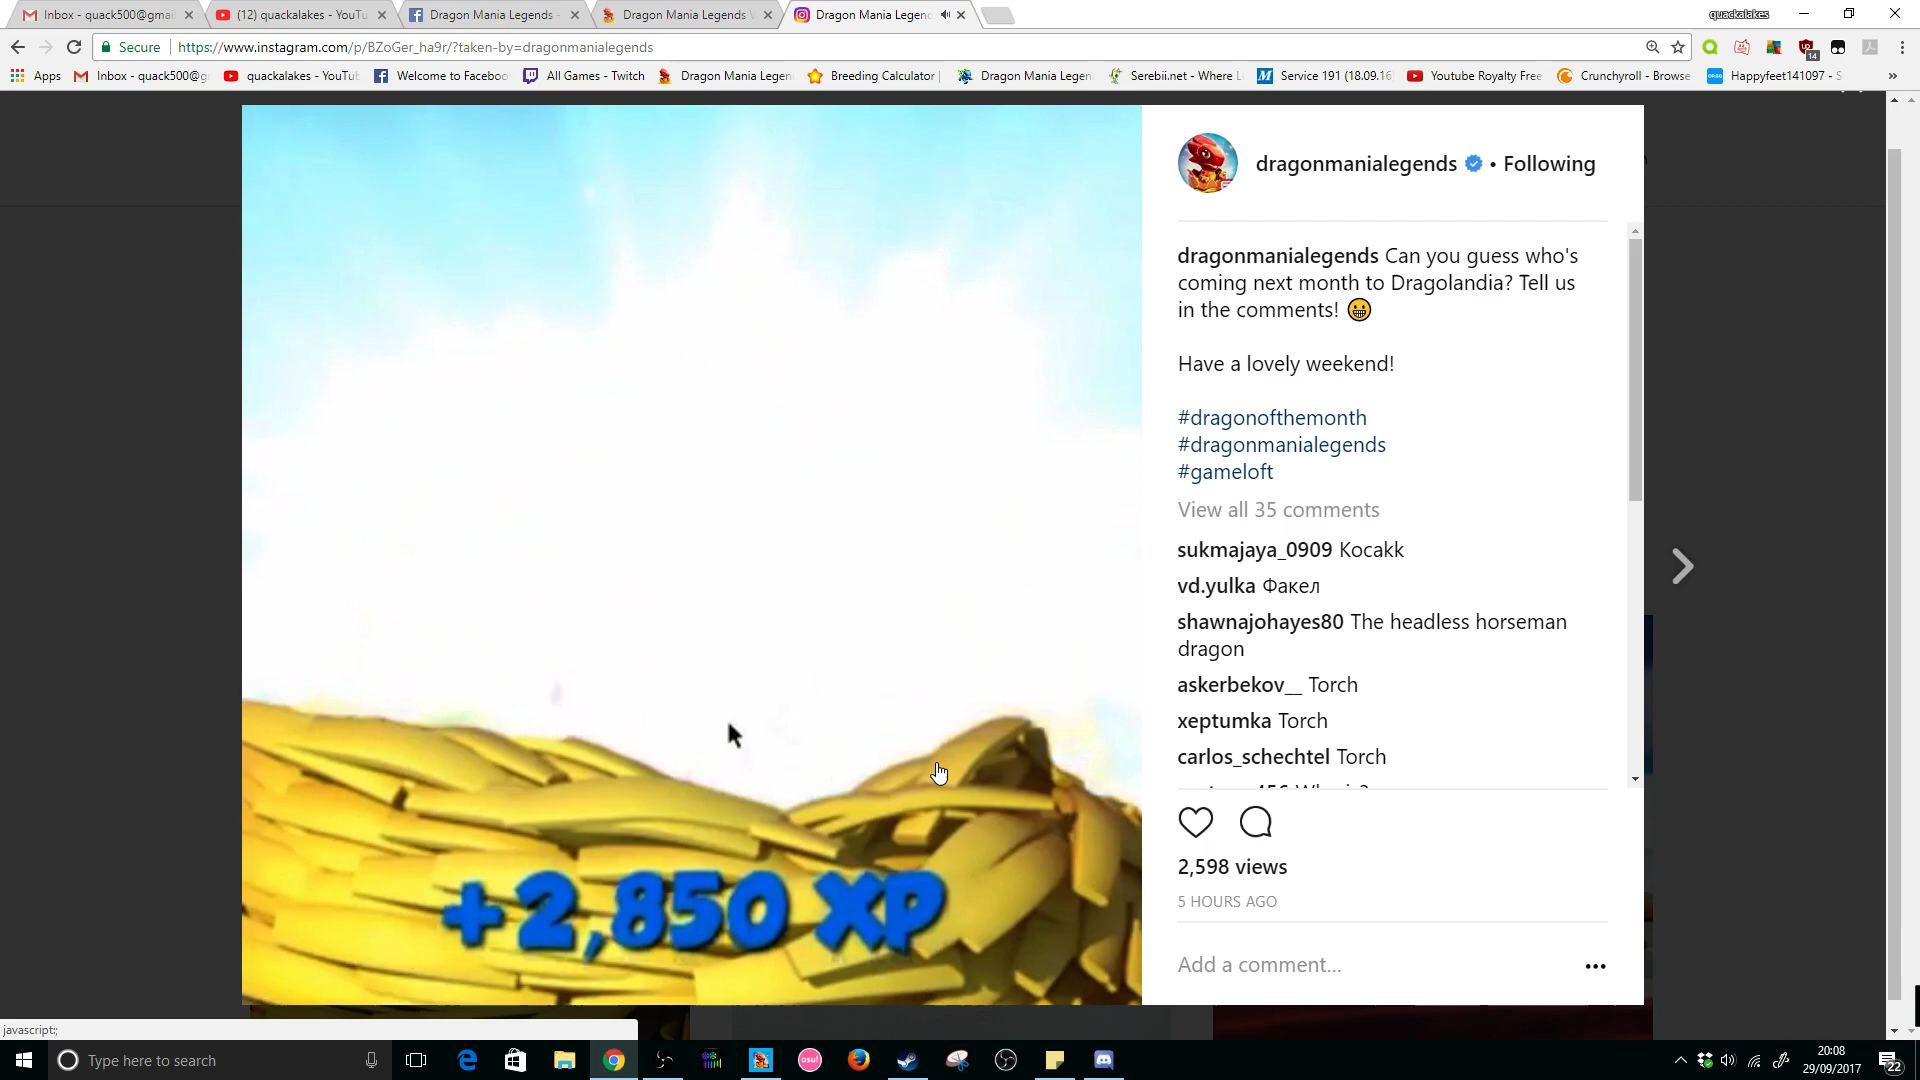 Inbox - quack500@gmai
(12) quackalakes - YouTu
Dragon Mania Legends -
Dragon Mania Legends W
Dragon Mania Legend
quackalakes
Secure
https://www.instagram.com/p/BZoGer_ha9r/?taken-by=dragonmanialegends
14
Apps
Inbox - quack500@g
quackalakes - YouTu
Welcome to Faceboo
All Games - Twitch
Dragon Mania Legen
Breeding Calculator |
Dragon Mania Legen
Serebii.net - Where L
Service 191 (18.09.16
Youtube Royalty Free
Crunchyroll - Browse
Happyfeet141097 - S
dragonmanialegends • Following
dragonmanialegends Can you guess who's
coming next month to Dragolandia? Tell us
in the comments! 😀
Have a lovely weekend!
#dragonofthemonth
#dragonmanialegends
#gameloft
View all 35 comments
sukmajaya_0909 Kocakk
vd.yulka Факел
shawnajohayes80 The headless horseman
dragon
askerbekov__ Torch
xeptumka Torch
carlos_schechtel Torch
+2,850 XP
2,598 views
5 HOURS AGO
Add a comment...
javascript:;
Type here to search
osu!
20:08
29/09/2017
22